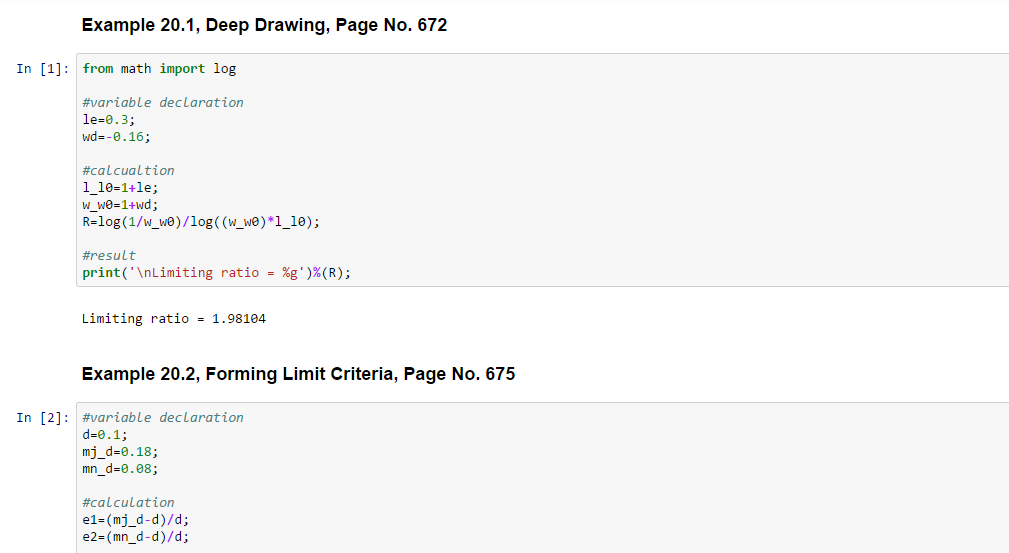 Example 20.1, Deep Drawing, Page No. 672
In [1]: from math import log
#variable declaration
le=0.3;
wd=-0.16;
#calcualtion
l_l0=1+le;
w_w0=1+wd;
R=log(1/w_w0)/log((w_w0)*l_l0);
#result
print('\nLimiting ratio = %g')%(R);
Limiting ratio = 1.98104
Example 20.2, Forming Limit Criteria, Page No. 675
In [2]: #variable declaration
d=0.1;
mj_d=0.18;
mn_d=0.08;
#calculation
e1=(mj_d-d)/d;
e2=(mn_d-d)/d;